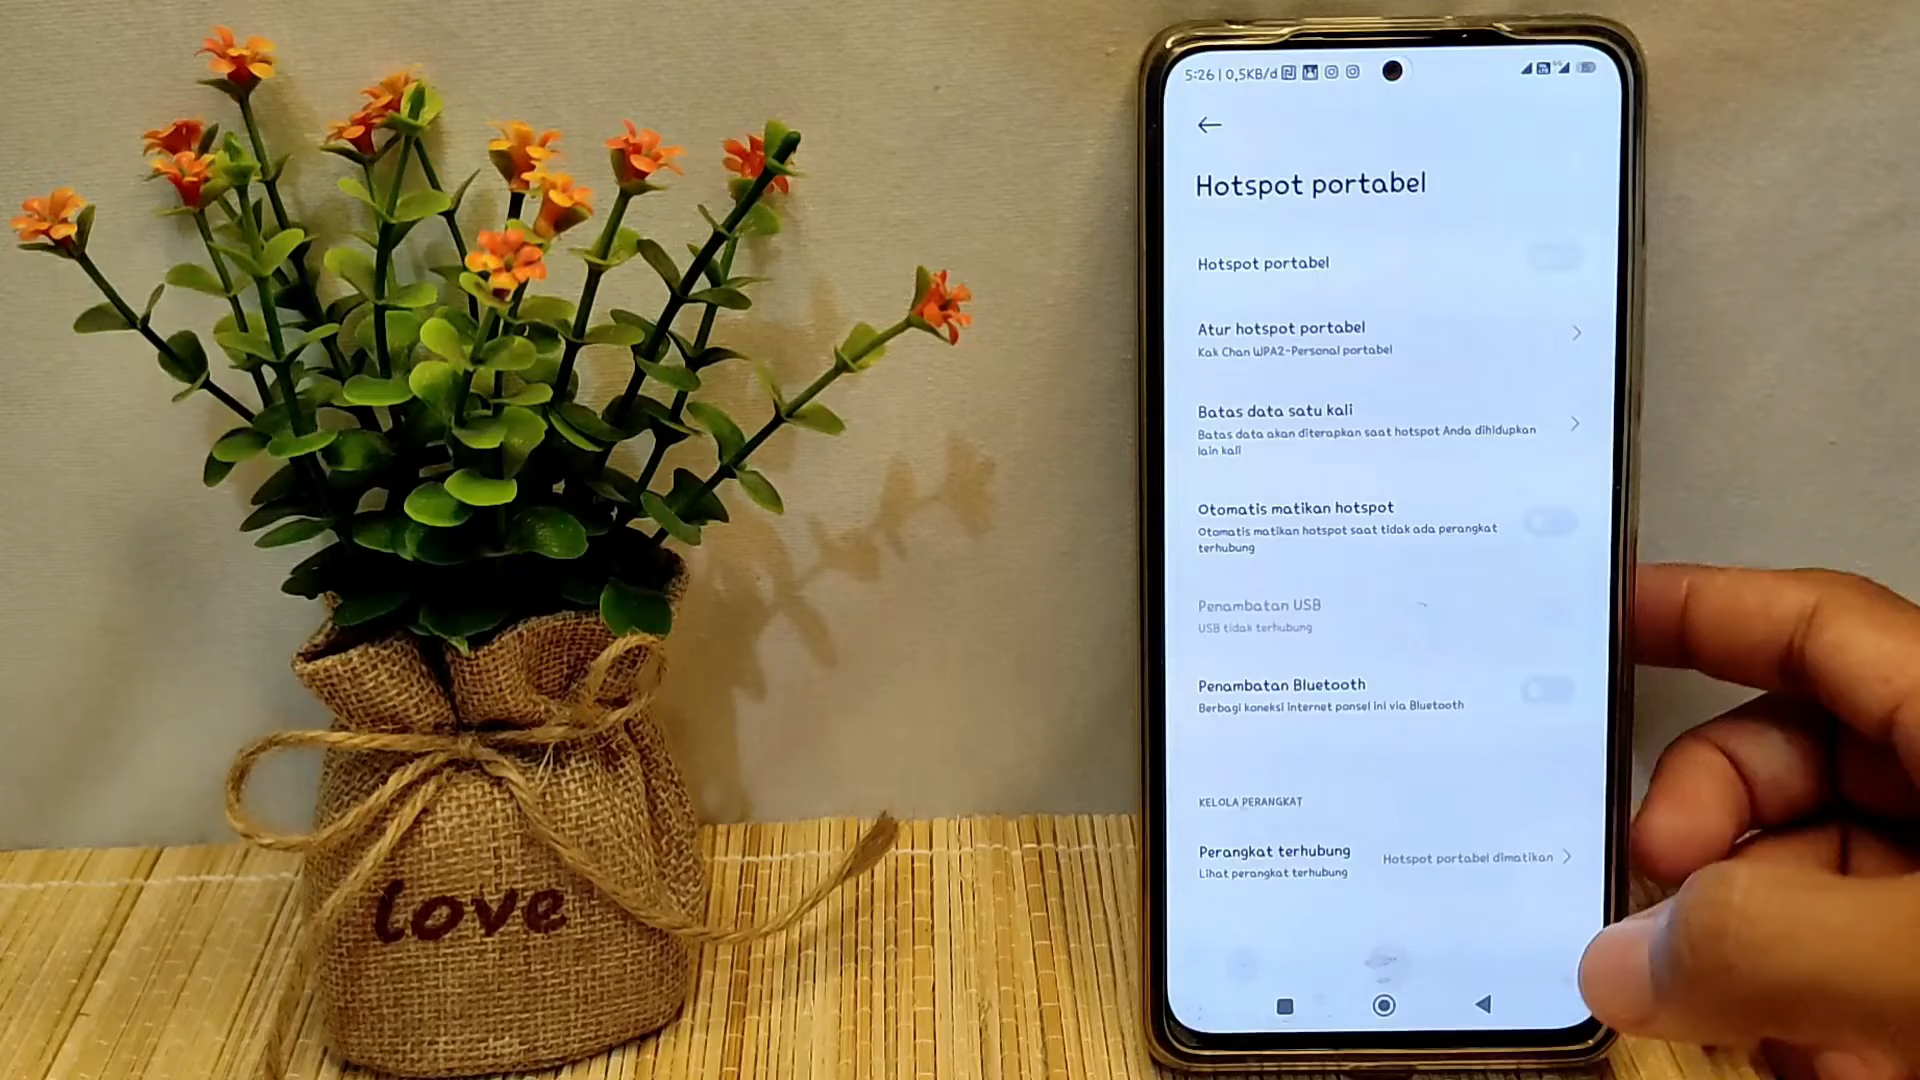 love
5:26 | 0,5KB/d
Hotspot portabel
Hotspot portabel
Atur hotspot portabel
Kak Chan WPA2-Personal portabel
Batas data satu kali
Batas data akan diterapkan saat hotspot Anda dihidupkan
lain kali
Otomatis matikan hotspot
Otomatis matikan hotspot saat tidak ada perangkat
terhubung
Penambatan USB
USB tidak terhubung
Penambatan Bluetooth
Berbagi koneksi internet ponsel ini via Bluetooth
KELOLA PERANGKAT
Perangkat terhubung
Hotspot portabel dimatikan
Lihat perangkat terhubung